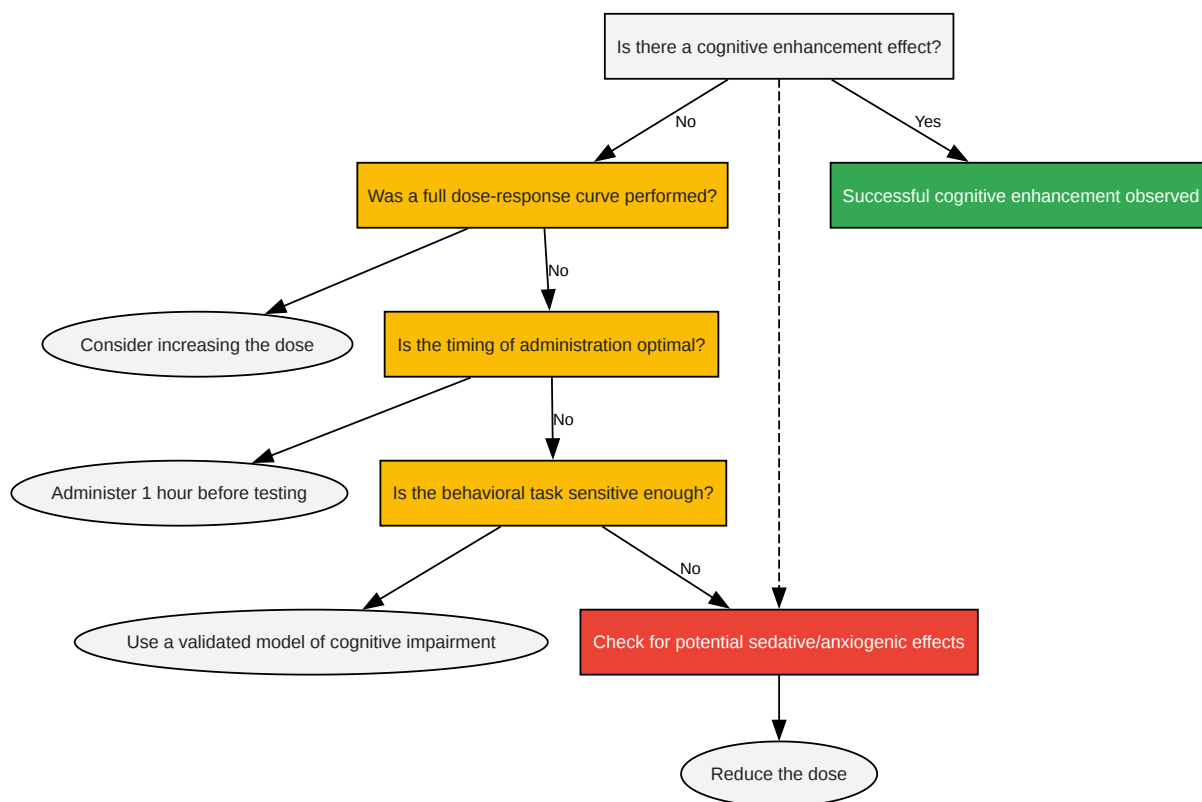 Is there a cognitive enhancement effect?
No
Yes
Was a full dose-response curve performed?
Successful cognitive enhancement observed
No
Consider increasing the dose
Is the timing of administration optimal?
No
Administer 1 hour before testing
Is the behavioral task sensitive enough?
No
Use a validated model of cognitive impairment
Check for potential sedative/anxiogenic effects
Reduce the dose